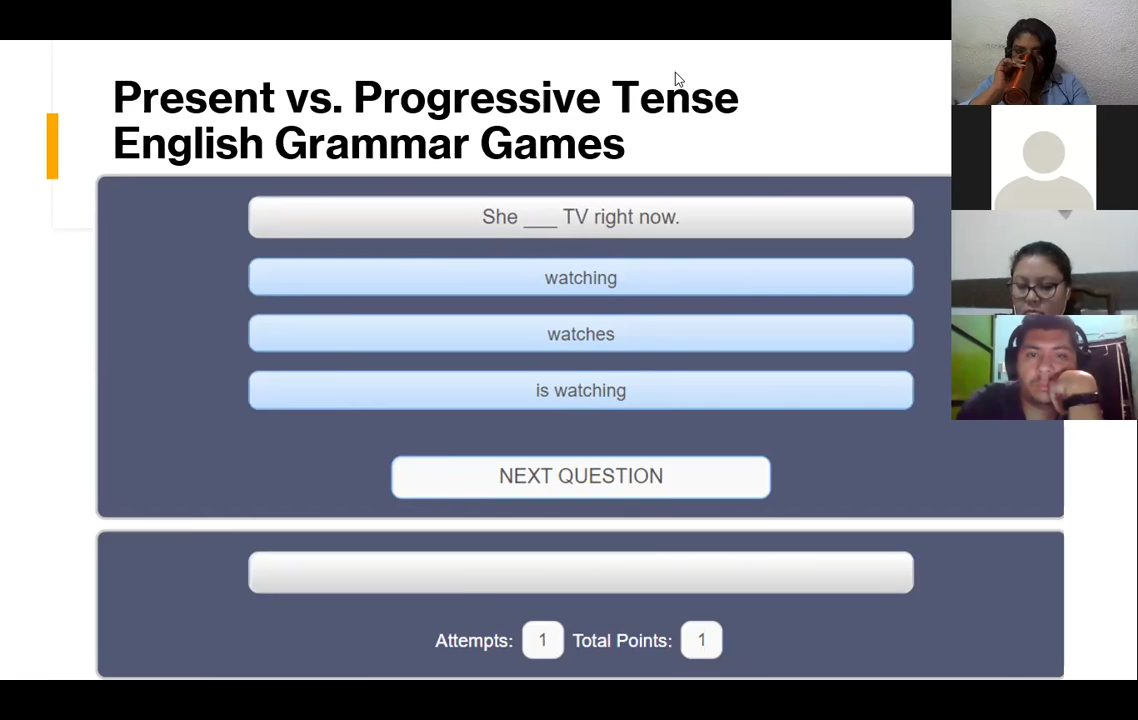 Present vs. Progressive Tense
English Grammar Games
She ___ TV right now.
watching
watches
is watching
NEXT QUESTION
Attempts: 1 Total Points: 1